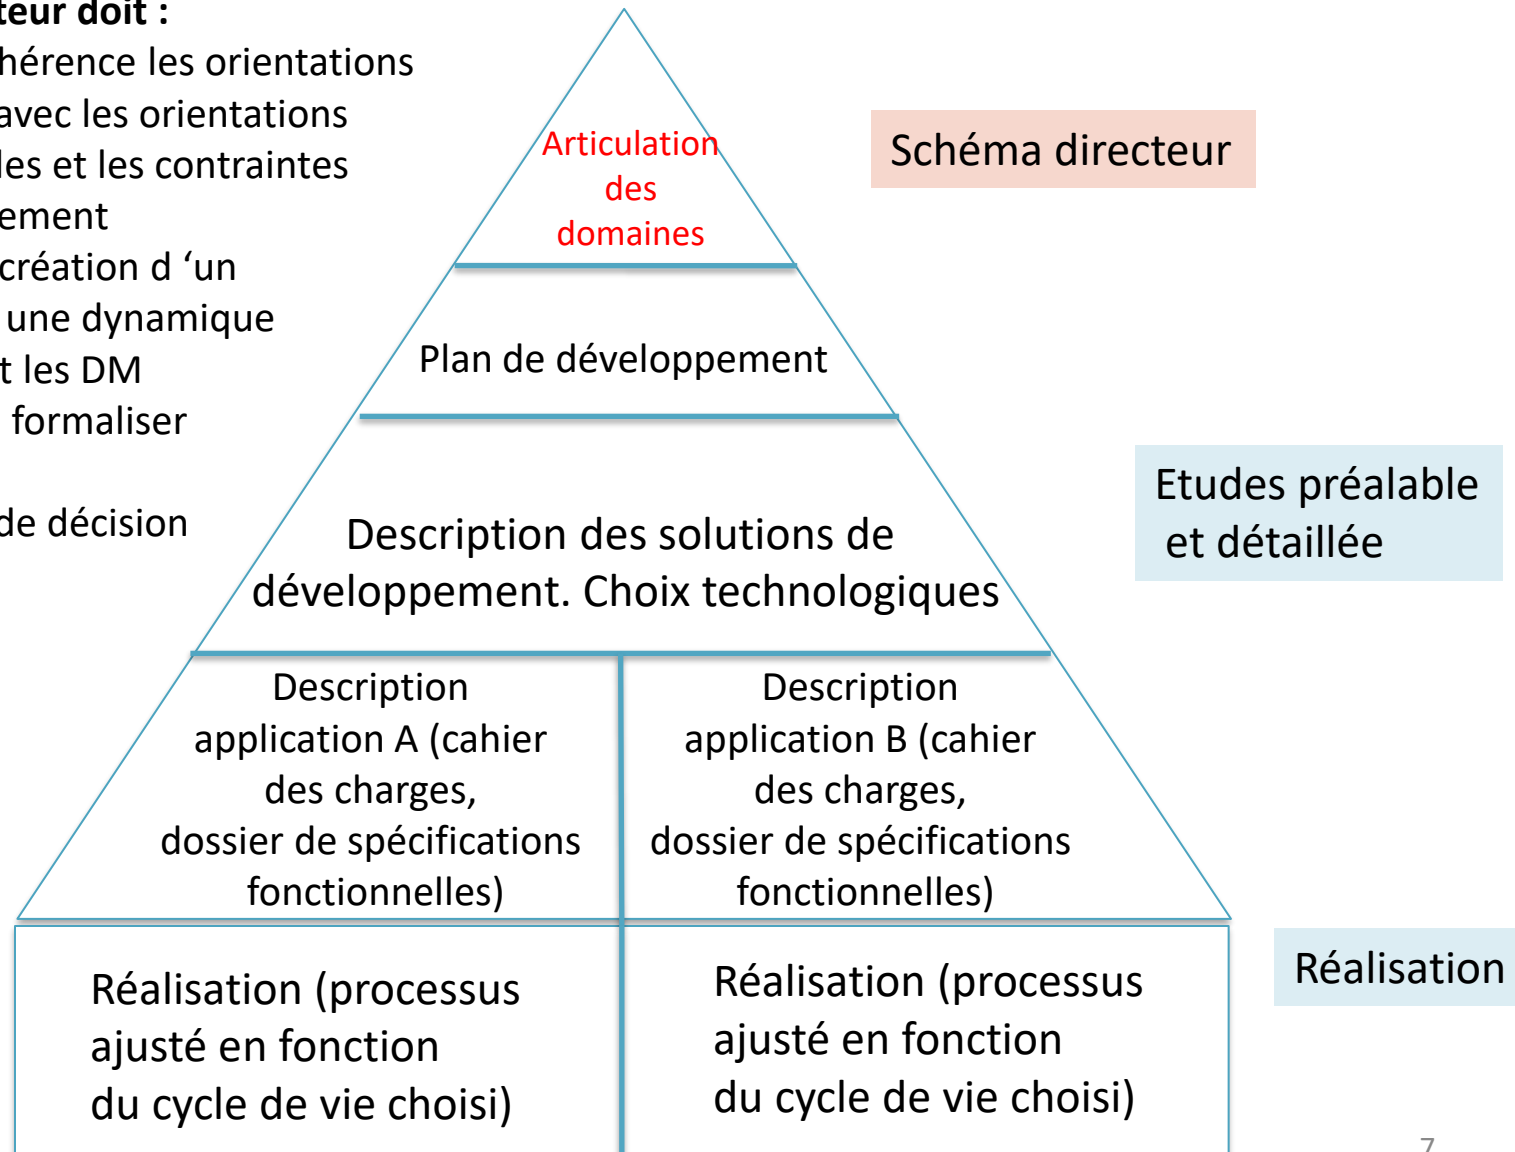 teur doit :
hérence les orientations
avec les orientations
les et les contraintes
ement
création d ‘un
une dynamique
t les DM
formaliser
de décision
Articulation
des
domaines
Schéma directeur
Plan de développement
Etudes préalable
et détaillée
Description des solutions de
développement. Choix technologiques
Description
application A (cahier
des charges,
dossier de spécifications
fonctionnelles)
Description
application B (cahier
des charges,
dossier de spécifications
fonctionnelles)
Réalisation
Réalisation (processus
ajusté en fonction
du cycle de vie choisi)
Réalisation (processus
ajusté en fonction
du cycle de vie choisi)
7